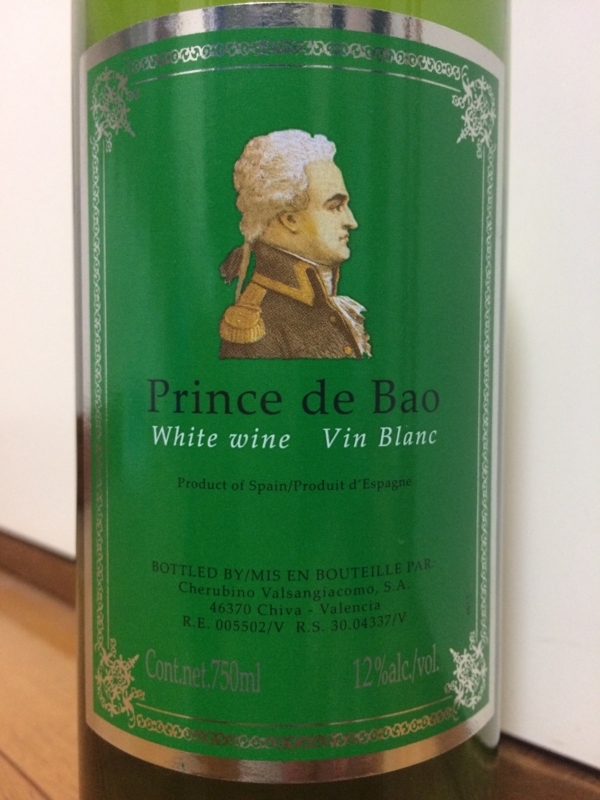 Prince de Bao
White wine Vin Blanc
Product of Spain/Produit d'Espagne
BOTTLED BY/MIS EN BOUTEILLE PAR:
Cherubino Valsangiacomo, S.A.
46370 Chiva - Valencia
R.E. 005502/V R.S. 30.04337/V
Cont.net.750ml 12%alc./vol.